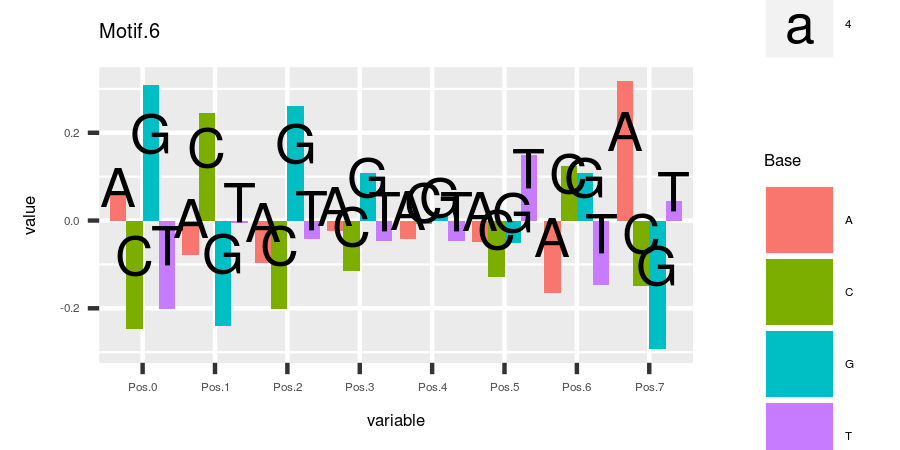 Motif.6
a 4
value
0.2
0.0
-0.2
A C G T
A C G T
A C G T
A C G T
A C G T
A C G T
A C G T
A C G T
Pos.0 Pos.1 Pos.2 Pos.3 Pos.4 Pos.5 Pos.6 Pos.7
variable
Base
A
C
G
T